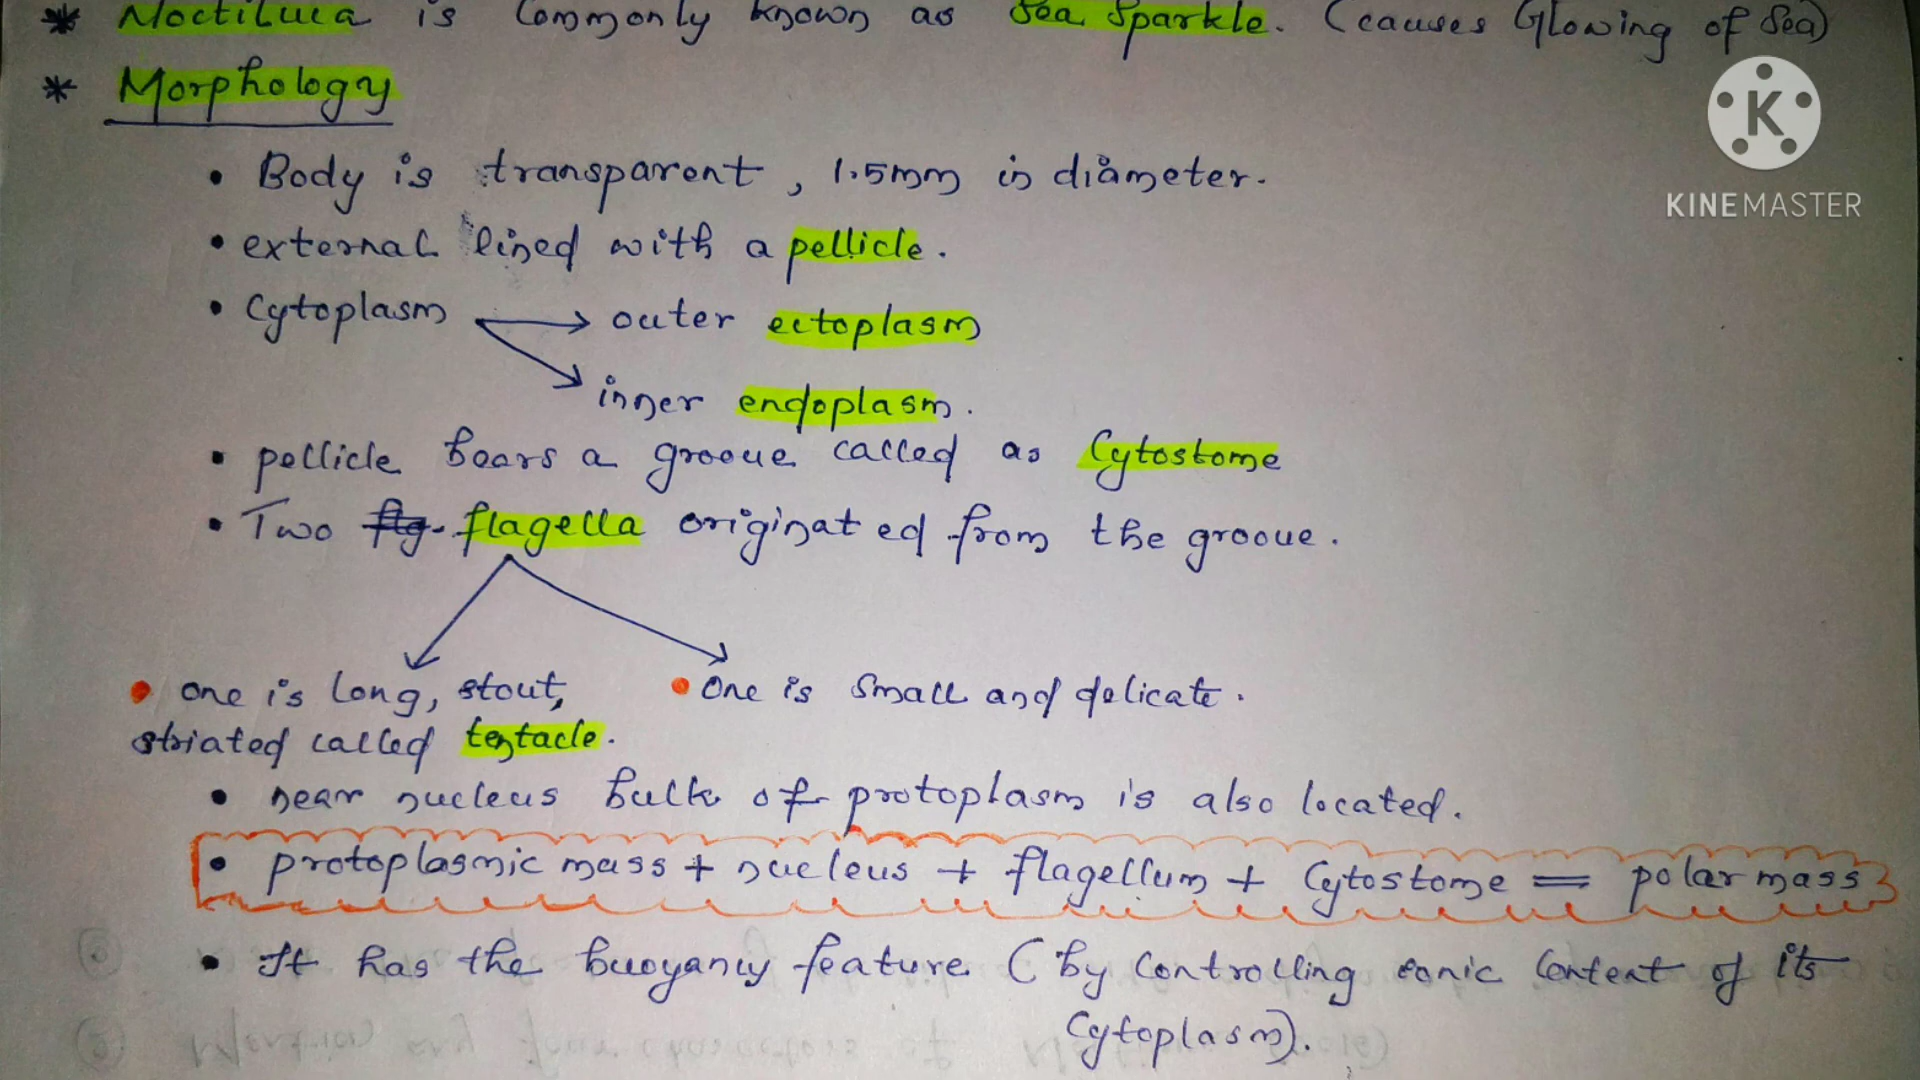 * Noctiluca is commonly known as Sea Sparkle. (causes Glowing of Sea)
* Morphology
K
KINEMASTER
• Body is transparent, 1.5mm in diameter.
• external lined with a pellicle.
• Cytoplasm → outer ectoplasm
→ inner endoplasm.
• pellicle bears a groove called as Cytostome
• Two flagella originated from the groove.
• one is long, stout, • One is small and delicate.
striated called tentacle.
• near nucleus bulk of protoplasm is also located.
• protoplasmic mass + nucleus + flagellum + Cytostome = polar mass
• It has the buoyancy feature (by controlling ionic content of its
Cytoplasm).